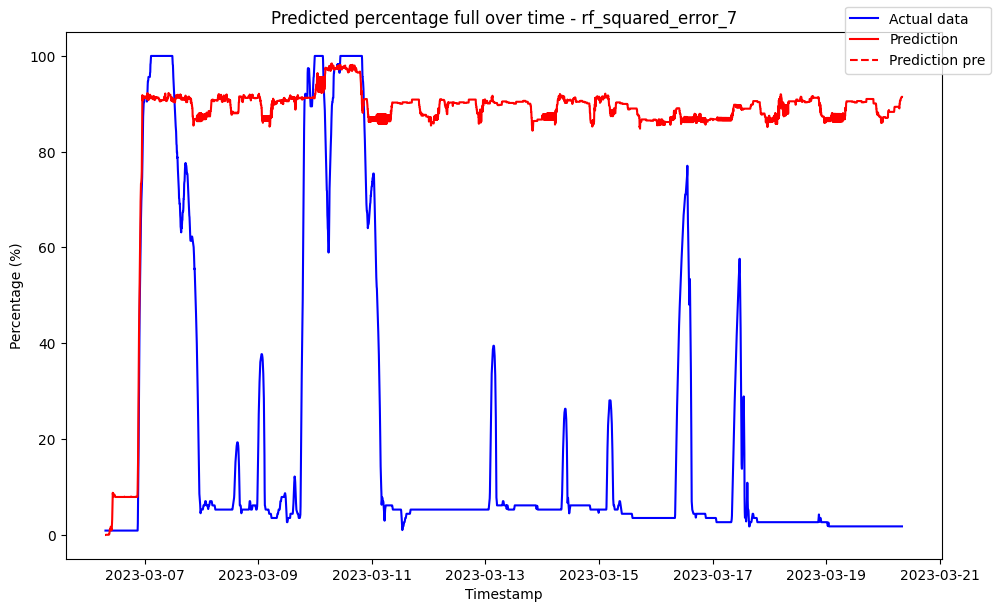 Predicted percentage full over time - rf_squared_error_7
Actual data
Prediction
Prediction pre
Percentage (%)
100
80
60
40
20
0
2023-03-07
2023-03-09
2023-03-11
2023-03-13
2023-03-15
2023-03-17
2023-03-19
2023-03-21
Timestamp